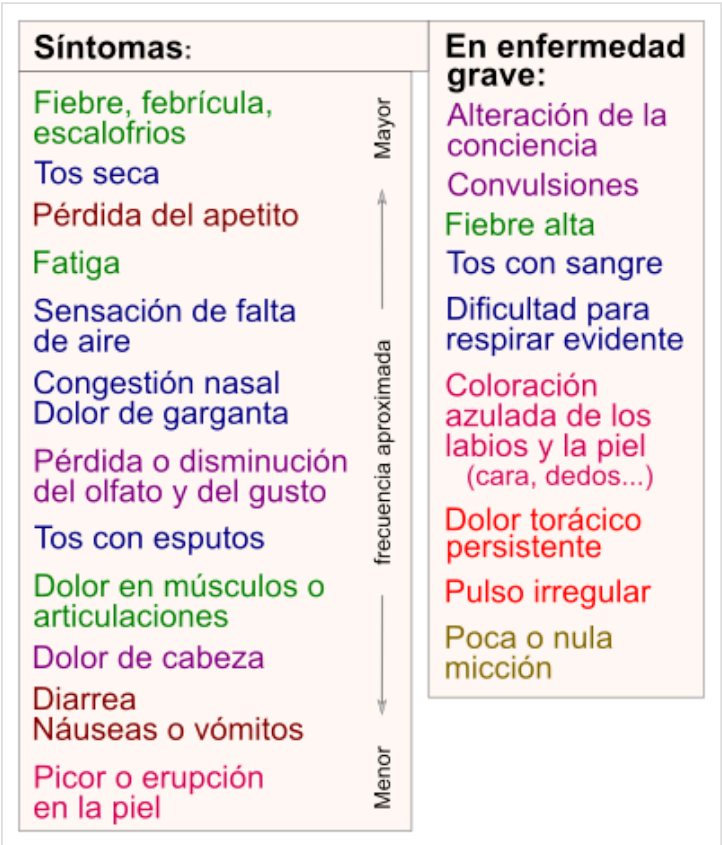 Síntomas:
Fiebre, febrícula,
escalofrios
Tos seca
Pérdida del apetito
Fatiga
Sensación de falta
de aire
Congestión nasal
Dolor de garganta
Pérdida o disminución
del olfato y del gusto
Tos con esputos
Dolor en músculos o
articulaciones
Dolor de cabeza
Diarrea
Náuseas o vómitos
Picor o erupción
en la piel
Mayor
frecuencia aproximada
Menor
En enfermedad
grave:
Alteración de la
conciencia
Convulsiones
Fiebre alta
Tos con sangre
Dificultad para
respirar evidente
Coloración
azulada de los
labios y la piel
(cara, dedos...)
Dolor torácico
persistente
Pulso irregular
Poca o nula
micción